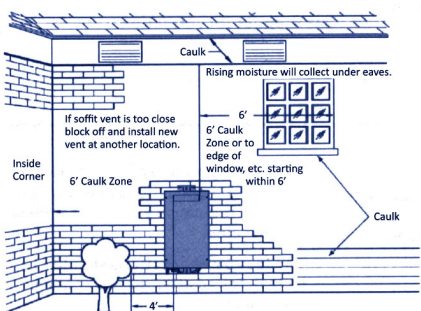 Caulk
Rising moisture will collect under eaves.
6’
If soffit vent is too close
block off and install new
vent at another location.
6’ Caulk
Zone or to
edge of
window, etc. starting
within 6’
Inside
Corner
6’ Caulk Zone
Caulk
4’